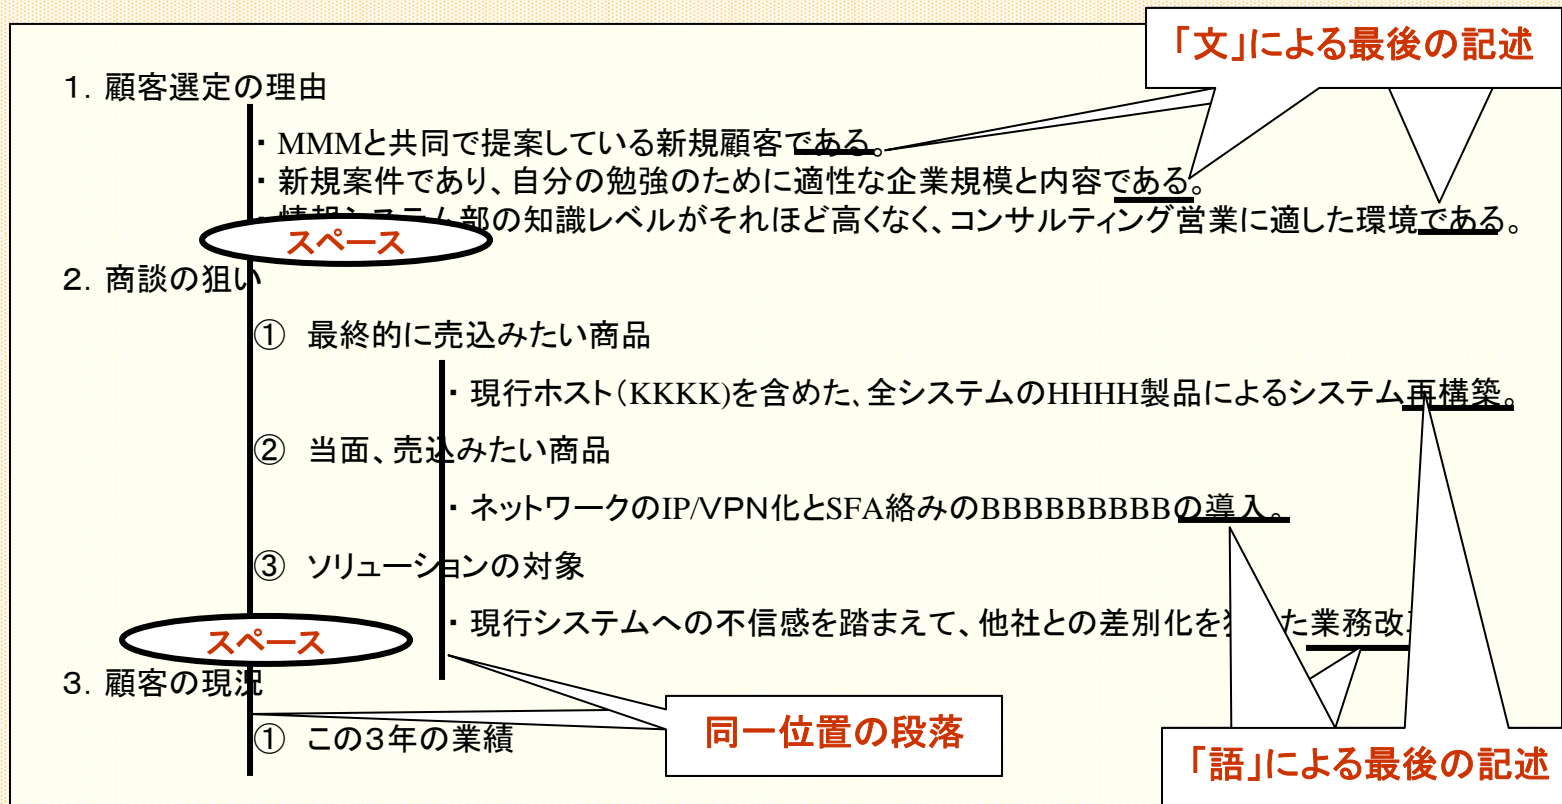 「文」による最後の記述
1．顧客選定の理由
・MMMと共同で提案している新規顧客である。
・新規案件であり、自分の勉強のために適性な企業規模と内容である。
部の知識レベルがそれほど高くなく、コンサルティング営業に適した環境である。
スペース
2．商談の狙い
① 最終的に売込みたい商品
・現行ホスト（KKKK)を含めた、全システムのHHHH製品によるシステム再構築。
② 当面、売込みたい商品
・ネットワークのIP/VPN化とSFA絡みのBBBBBBBBBの導入。
③ ソリューションの対象
・現行システムへの不信感を踏まえて、他社との差別化を た業務改
スペース
3．顧客の現況
① この3年の業績
同一位置の段落
「語」による最後の記述